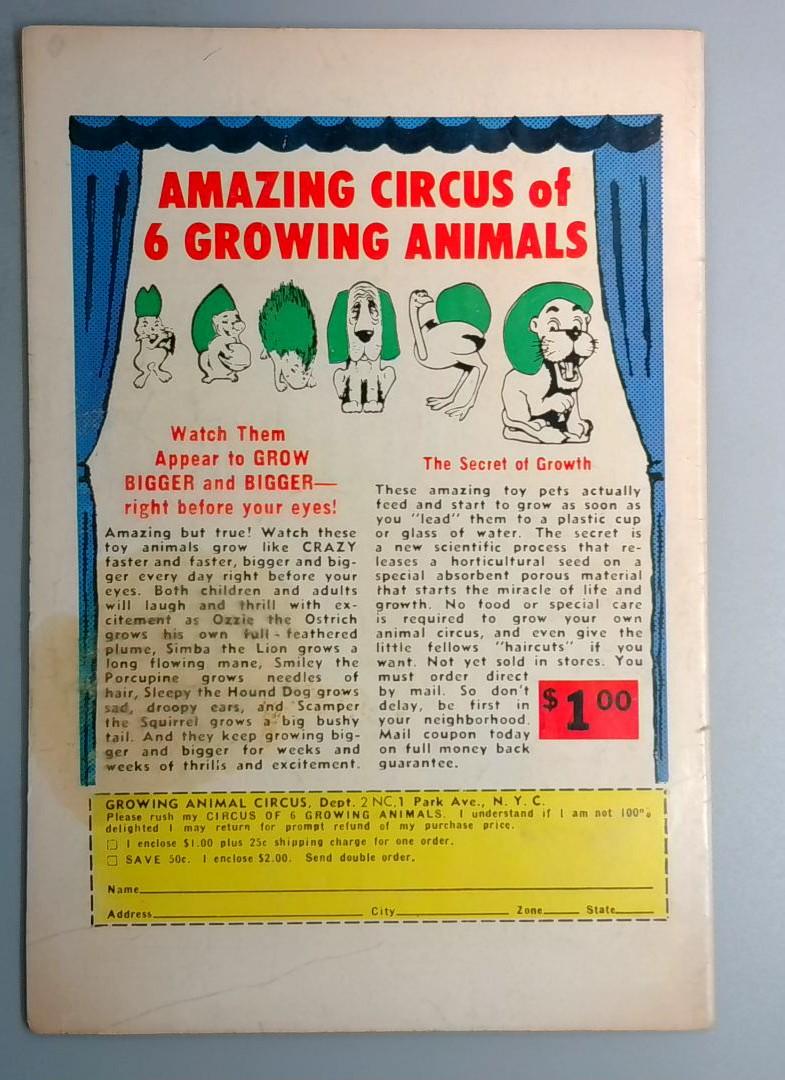 AMAZING CIRCUS of
6 GROWING ANIMALS
Watch Them
Appear to GROW
BIGGER and BIGGER—
right before your eyes!
Amazing but true! Watch these
toy animals grow like CRAZY
faster and faster, bigger and big-
ger every day right before your
eyes. Both children and adults
will laugh and thrill with ex-
citement as Ozzie the Ostrich
grows his own full-feathered
plume, Simba the Lion grows a
long flowing mane, Smiley the
Porcupine grows needles of
hair, Sleepy the Hound Dog grows
sad, droopy ears, and Scamper
the Squirrel grows a big bushy
tail. And they keep growing big-
ger and bigger for weeks and
weeks of thrills and excitement.
The Secret of Growth
These amazing toy pets actually
feed and start to grow as soon as
you "lead" them to a plastic cup
or glass of water. The secret is
a new scientific process that re-
leases a horticultural seed on a
special absorbent porous material
that starts the miracle of life and
growth. No food or special care
is required to grow your own
animal circus, and even give the
little fellows "haircuts" if you
want. Not yet sold in stores. You
must order direct
by mail. So don't
delay, be first in
your neighborhood.
Mail coupon today
on full money back
guarantee.
$1.00
GROWING ANIMAL CIRCUS, Dept. 2 NC, 1 Park Ave., N. Y. C.
Please rush my CIRCUS OF 6 GROWING ANIMALS. I understand if I am not 100%
delighted I may return for prompt refund of my purchase price.
I enclose $1.00 plus 25c shipping charge for one order.
SAVE 50c. I enclose $2.00. Send double order.
Name
Address City Zone State